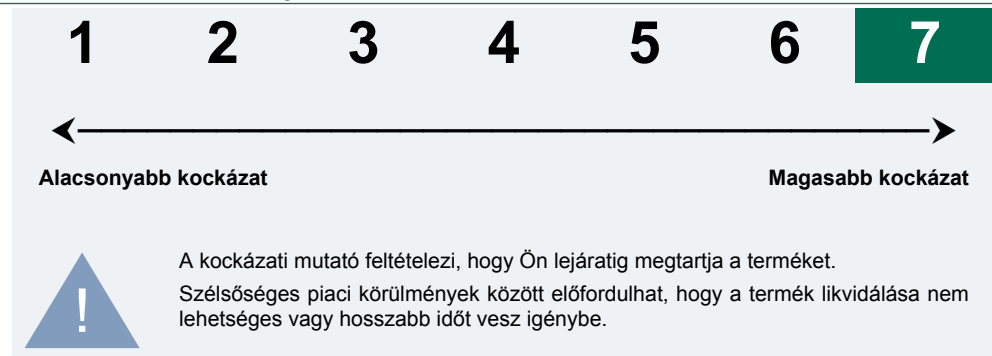 1 2 3 4 5 6 7
Alacsonyabb kockázat Magasabb kockázat
A kockázati mutató feltételezi, hogy Ön lejáratig megtartja a terméket.
Szélsőséges piaci körülmények között előfordulhat, hogy a termék likvidálása nem
lehetséges vagy hosszabb időt vesz igénybe.
!